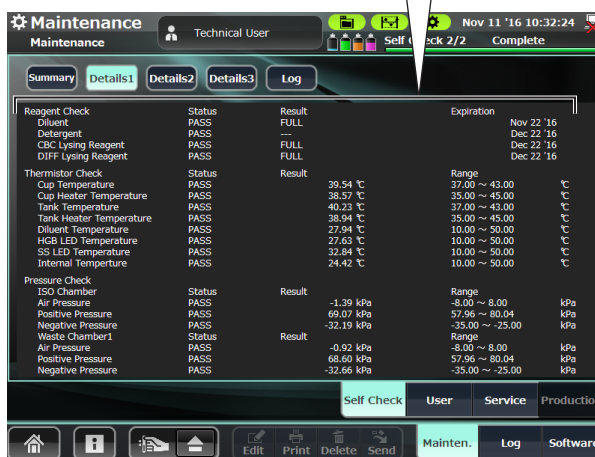 Maintenance
Technical User
Nov 11 '16 10:32:24
Maintenance
Self Check 2/2 Complete
Summary Details1 Details2 Details3 Log
Reagent Check Status Result Expiration
Diluent PASS FULL Nov 22 '16
Detergent PASS --- Dec 22 '16
CBC Lysing Reagent PASS FULL Dec 22 '16
DIFF Lysing Reagent PASS FULL Dec 22 '16
Thermistor Check Status Result Range
Cup Temperature PASS 39.54 ℃ 37.00 ~ 43.00 ℃
Cup Heater Temperature PASS 38.57 ℃ 35.00 ~ 45.00 ℃
Tank Temperature PASS 40.23 ℃ 37.00 ~ 43.00 ℃
Tank Heater Temperature PASS 38.94 ℃ 35.00 ~ 45.00 ℃
Diluent Temperature PASS 27.94 ℃ 10.00 ~ 50.00 ℃
HGB LED Temperature PASS 27.63 ℃ 10.00 ~ 50.00 ℃
SS LED Temperature PASS 32.84 ℃ 10.00 ~ 50.00 ℃
Internal Temperture PASS 24.42 ℃ 10.00 ~ 50.00 ℃
Pressure Check
ISO Chamber Status Result Range
Air Pressure PASS -1.39 kPa -8.00 ~ 8.00 kPa
Positive Pressure PASS 69.07 kPa 57.96 ~ 80.04 kPa
Negative Pressure PASS -32.19 kPa -35.00 ~ -25.00 kPa
Waste Chamber1 Status Result Range
Air Pressure PASS -0.92 kPa -8.00 ~ 8.00 kPa
Positive Pressure PASS 68.60 kPa 57.96 ~ 80.04 kPa
Negative Pressure PASS -32.66 kPa -35.00 ~ -25.00 kPa
Self Check User Service Productio
Edit Print Delete Send Mainten. Log Software